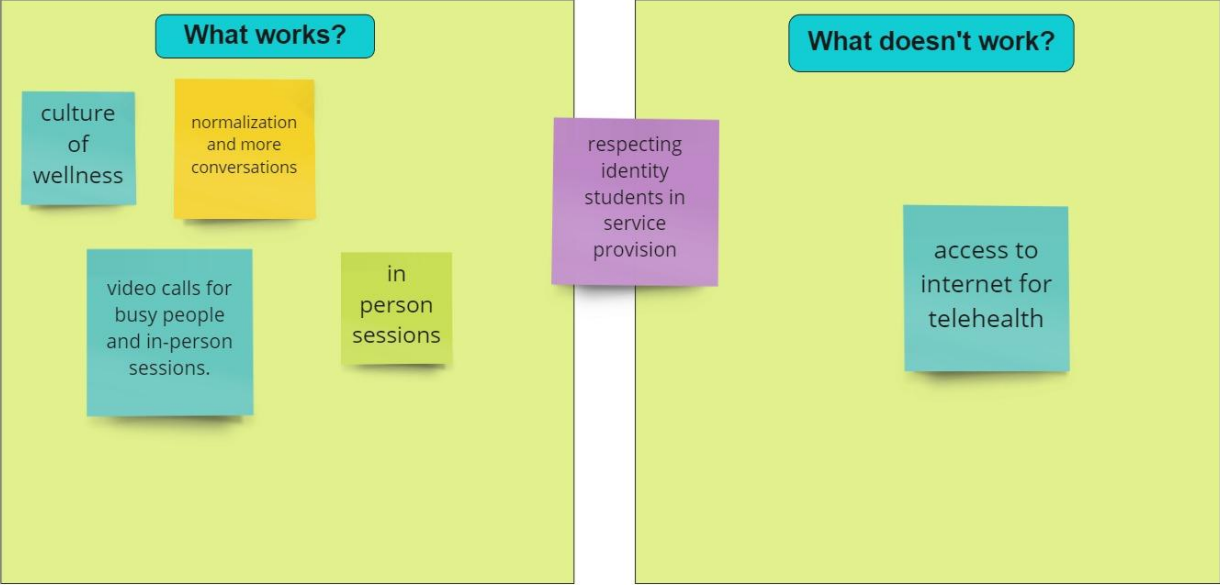 What works?
culture
of
wellness
normalization
and more
conversations
video calls for
busy people
and in-person
sessions.
in
person
sessions
respecting
identity
students in
service
provision
What doesn't work?
access to
internet for
telehealth